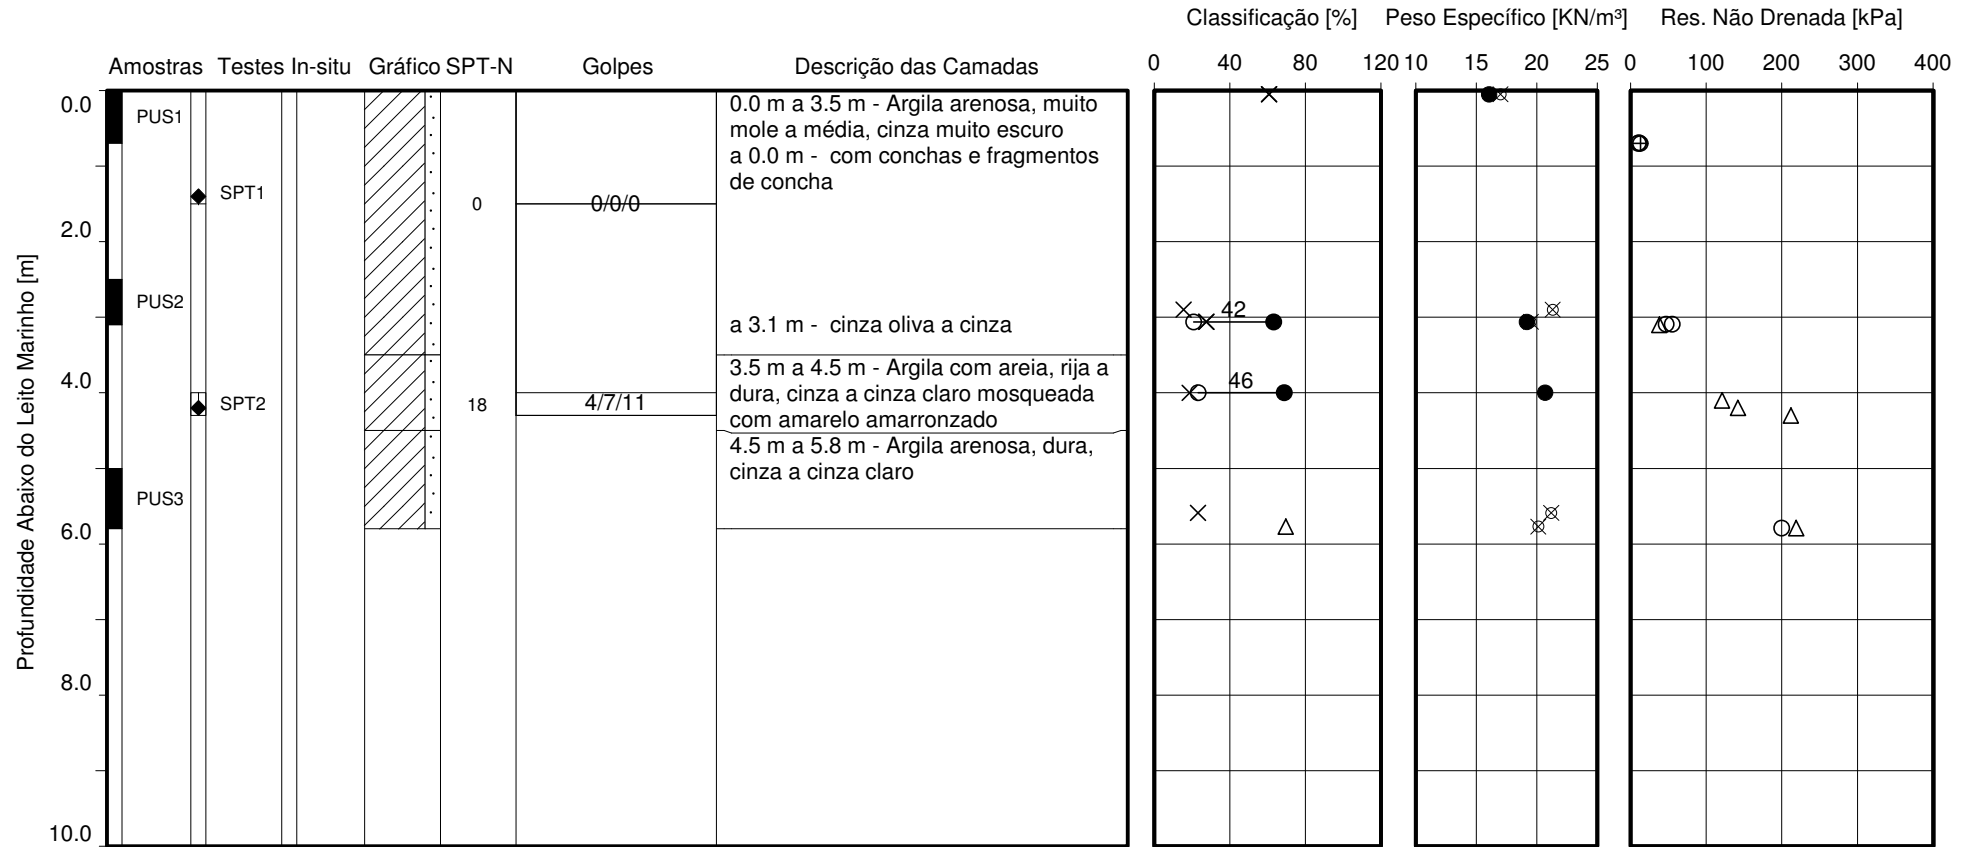 Classificação [%] Peso Específico [KN/m³] Res. Não Drenada [kPa]
Amostras Testes In-situ Gráfico SPT-N Golpes Descrição das Camadas
0 40 80 120 10 15 20 25 0 100 200 300 400
Profundidade Abaixo do Leito Marinho [m]
0.0
2.0
4.0
6.0
8.0
10.0
PUS1
PUS2
PUS3
SPT1
SPT2
0
18
0/0/0
4/7/11
0.0 m a 3.5 m - Argila arenosa, muito
mole a média, cinza muito escuro
a 0.0 m - com conchas e fragmentos
de concha
a 3.1 m - cinza oliva a cinza
3.5 m a 4.5 m - Argila com areia, rija a
dura, cinza a cinza claro mosqueada
com amarelo amarronzado
4.5 m a 5.8 m - Argila arenosa, dura,
cinza a cinza claro
42
46